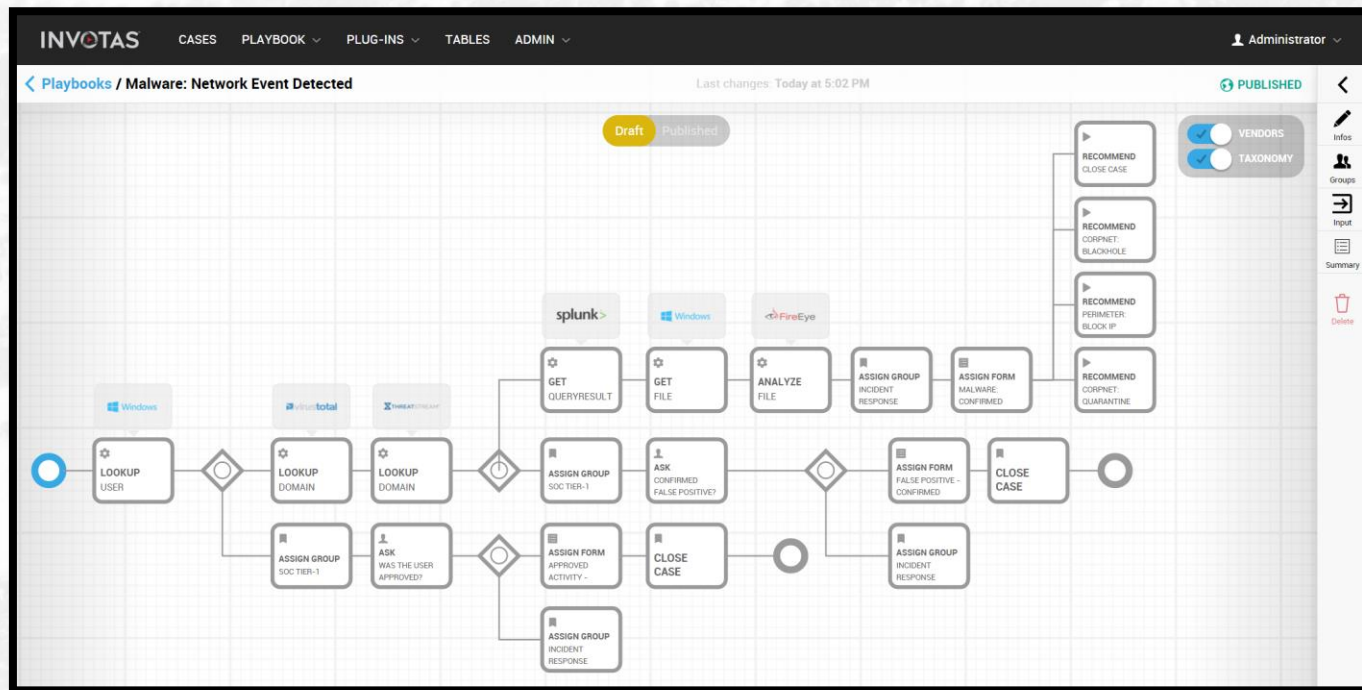 INVOTAS CASES PLAYBOOK PLUG-INS TABLES ADMIN Administrator
Playbooks / Malware: Network Event Detected Last changes: Today at 5:02 PM PUBLISHED
Draft Published
VENDORS
TAXONOMY
Infos
Groups
Input
Summary
Delete
RECOMMEND
CLOSE CASE
RECOMMEND
CORPNET:
BLACKHOLE
RECOMMEND
PERIMETER:
BLOCK IP
RECOMMEND
CORPNET:
QUARANTINE
splunk>
Windows
FireEye
GET
QUERYRESULT
GET
FILE
ANALYZE
FILE
ASSIGN GROUP
INCIDENT
RESPONSE
ASSIGN FORM
MALWARE:
CONFIRMED
Windows
virustotal
THREATSTREAM
LOOKUP
USER
LOOKUP
DOMAIN
LOOKUP
DOMAIN
ASSIGN GROUP
SOC TIER-1
ASK
CONFIRMED
FALSE POSITIVE?
ASSIGN FORM
FALSE POSITIVE -
CONFIRMED
CLOSE
CASE
ASSIGN GROUP
SOC TIER-1
ASK
WAS THE USER
APPROVED?
ASSIGN FORM
APPROVED
ACTIVITY -
CLOSE
CASE
ASSIGN GROUP
INCIDENT
RESPONSE
ASSIGN GROUP
INCIDENT
RESPONSE